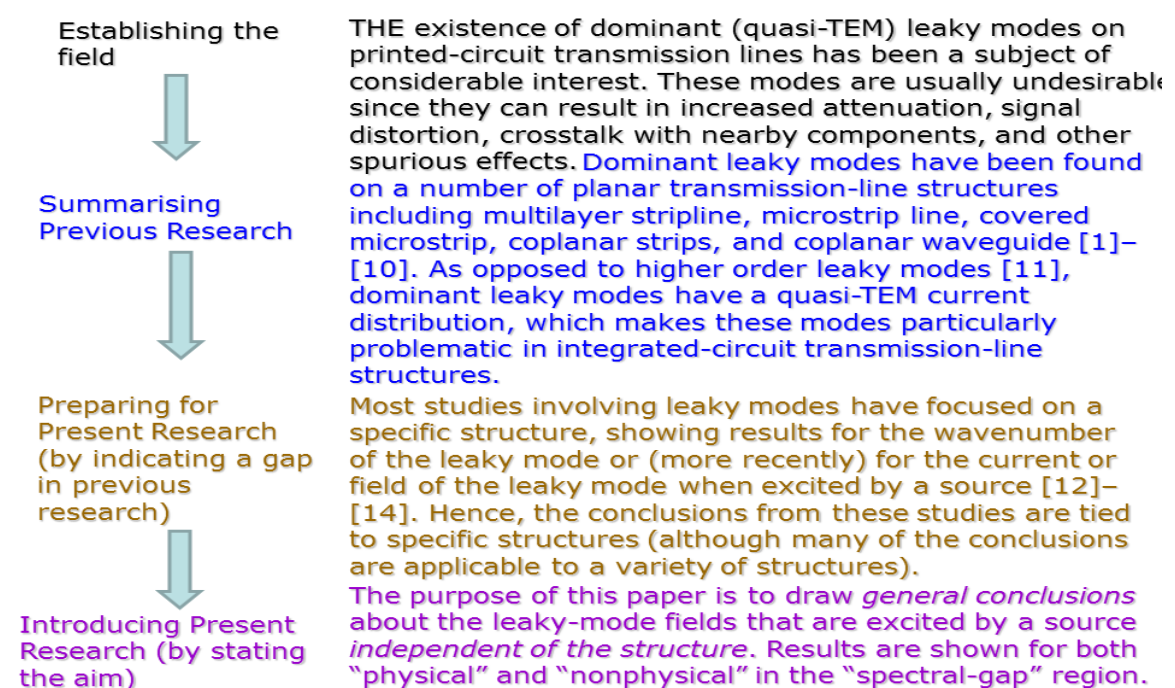 Establishing the
field
THE existence of dominant (quasi-TEM) leaky modes on
printed-circuit transmission lines has been a subject of
considerable interest. These modes are usually undesirable
since they can result in increased attenuation, signal
distortion, crosstalk with nearby components, and other
spurious effects. Dominant leaky modes have been found
on a number of planar transmission-line structures
including multilayer stripline, microstrip line, covered
microstrip, coplanar strips, and coplanar waveguide [1]–
[10]. As opposed to higher order leaky modes [11],
dominant leaky modes have a quasi-TEM current
distribution, which makes these modes particularly
problematic in integrated-circuit transmission-line
structures.
Summarising
Previous Research
Preparing for
Present Research
(by indicating a gap
in previous
research)
Most studies involving leaky modes have focused on a
specific structure, showing results for the wavenumber
of the leaky mode or (more recently) for the current or
field of the leaky mode when excited by a source [12]–
[14]. Hence, the conclusions from these studies are tied
to specific structures (although many of the conclusions
are applicable to a variety of structures).
Introducing Present
Research (by stating
the aim)
The purpose of this paper is to draw general conclusions
about the leaky-mode fields that are excited by a source
independent of the structure. Results are shown for both
“physical” and “nonphysical” in the “spectral-gap” region.